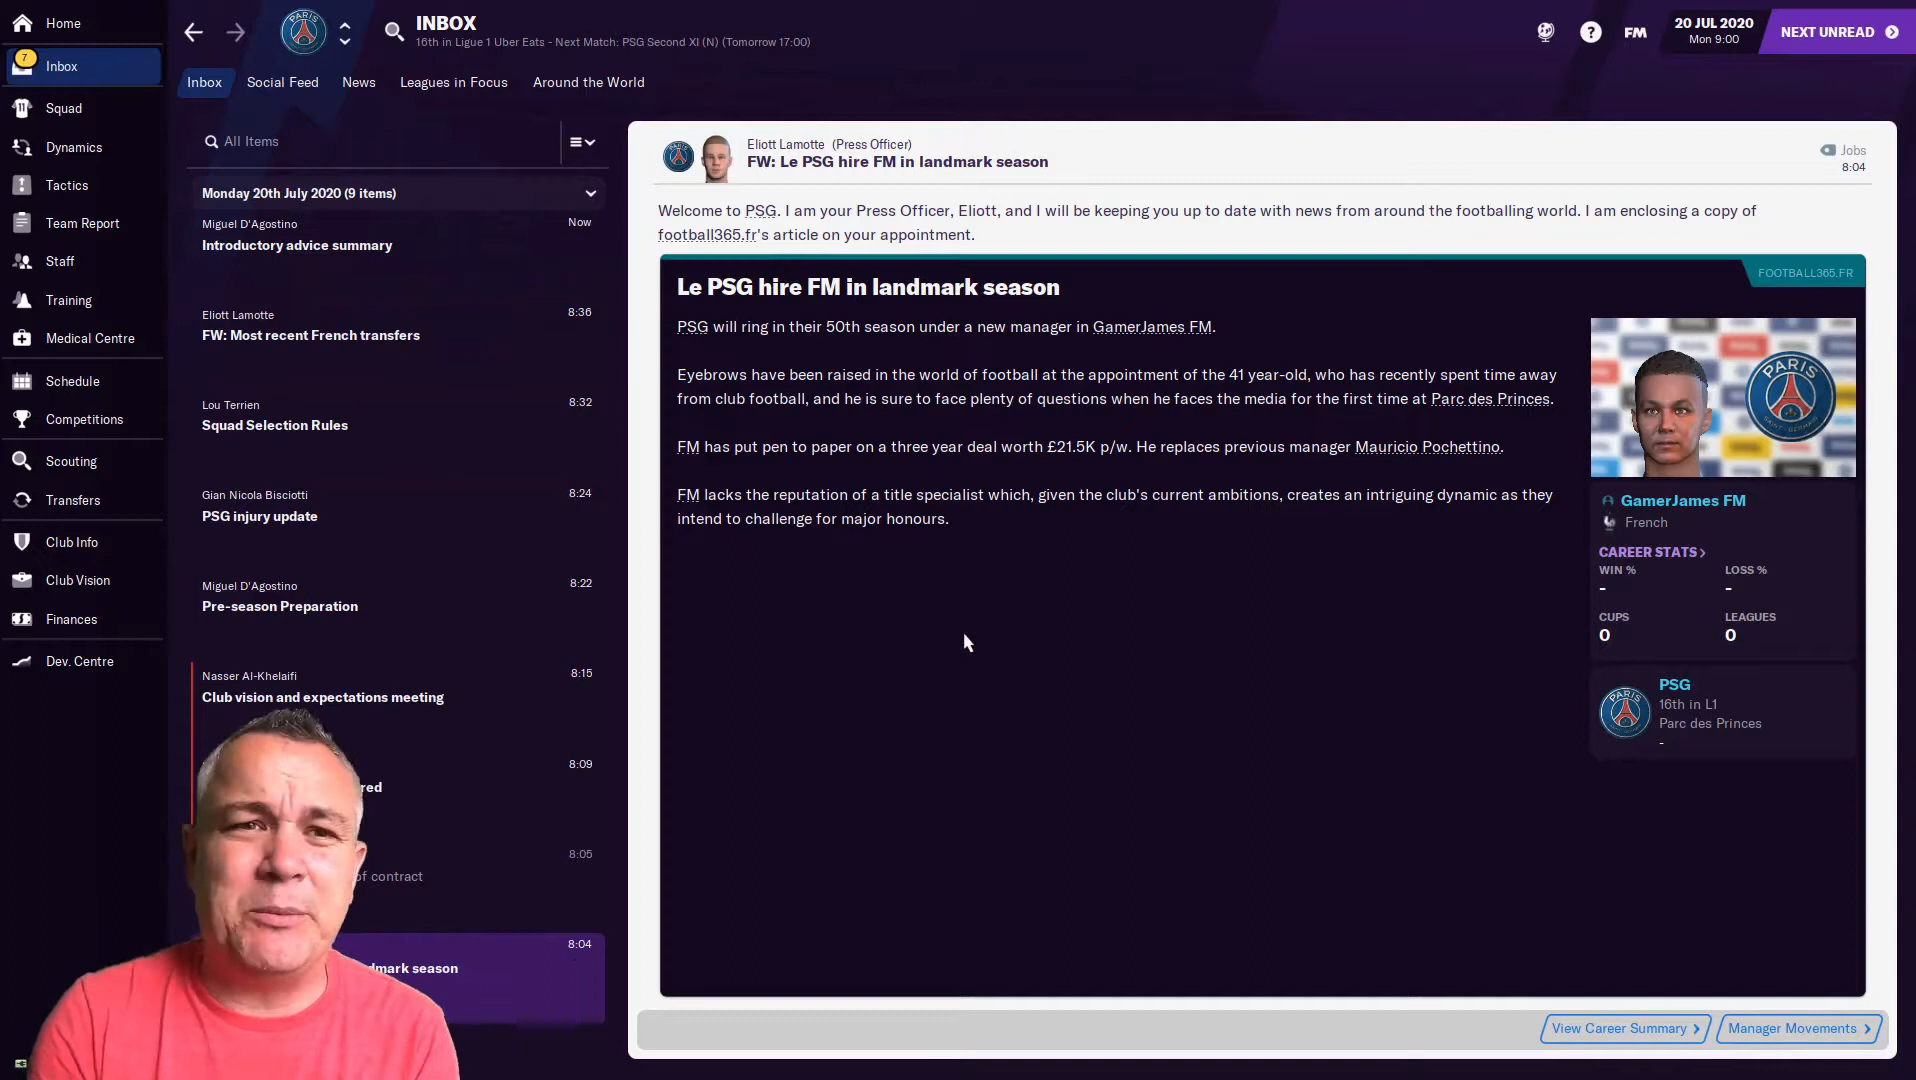 Home
7
Inbox
Squad
Dynamics
Tactics
Team Report
Staff
Training
Medical Centre
Schedule
Competitions
Scouting
Transfers
Club Info
Club Vision
Finances
Dev. Centre
INBOX
16th in Ligue 1 Uber Eats - Next Match: PSG Second XI (N) (Tomorrow 17:00)
FM
20 JUL 2020
Mon 9:00
NEXT UNREAD
Inbox
Social Feed
News
Leagues in Focus
Around the World
All Items
Monday 20th July 2020 (9 items)
Miguel D'Agostino
Now
Introductory advice summary
Eliott Lamotte
8:36
FW: Most recent French transfers
Lou Terrien
8:32
Squad Selection Rules
Gian Nicola Bisciotti
8:24
PSG injury update
Miguel D'Agostino
8:22
Pre-season Preparation
Nasser Al-Khelaifi
8:15
Club vision and expectations meeting
8:09
red
8:05
of contract
8:04
dmark season
Eliott Lamotte (Press Officer)
FW: Le PSG hire FM in landmark season
Jobs
8:04
Welcome to PSG. I am your Press Officer, Eliott, and I will be keeping you up to date with news from around the footballing world. I am enclosing a copy of
football365.fr's article on your appointment.
FOOTBALL365.FR
Le PSG hire FM in landmark season
PSG will ring in their 50th season under a new manager in GamerJames FM.
Eyebrows have been raised in the world of football at the appointment of the 41 year-old, who has recently spent time away
from club football, and he is sure to face plenty of questions when he faces the media for the first time at Parc des Princes.
FM has put pen to paper on a three year deal worth £21.5K p/w. He replaces previous manager Mauricio Pochettino.
FM lacks the reputation of a title specialist which, given the club's current ambitions, creates an intriguing dynamic as they
intend to challenge for major honours.
PARIS
GamerJames FM
French
CAREER STATS
WIN %
LOSS %
-
-
CUPS
LEAGUES
0
0
PSG
16th in L1
Parc des Princes
-
View Career Summary
Manager Movements